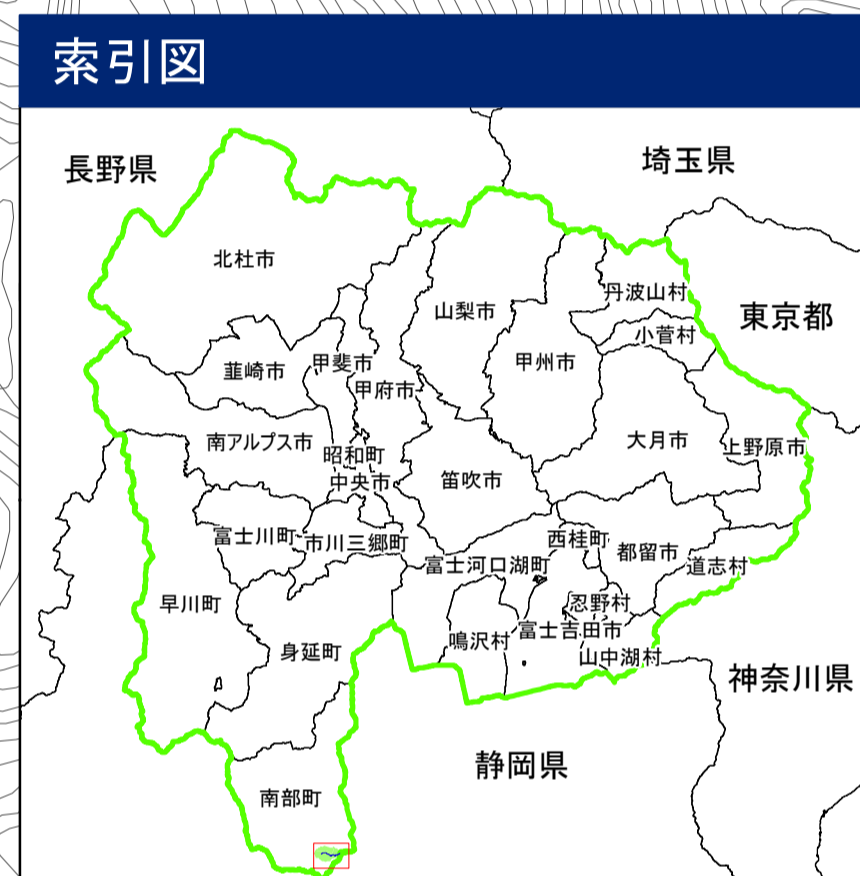 索引図
長野県
埼玉県
北杜市
丹波山村
山梨市
東京都
小菅村
甲斐市
甲州市
韮崎市
甲府市
南アルプス市
大月市
上野原市
昭和町
中央市
笛吹市
富士川町
市川三郷町
西桂町
都留市
富士河口湖町
道志村
早川町
忍野村
富士吉田市
鳴沢村
身延町
山中湖村
神奈川県
静岡県
南部町